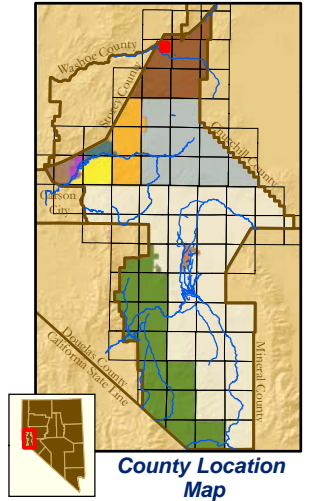 Washoe County
Storey County
Churchill County
Carson
City
Douglas County
California State Line
Mineral County
County Location
Map